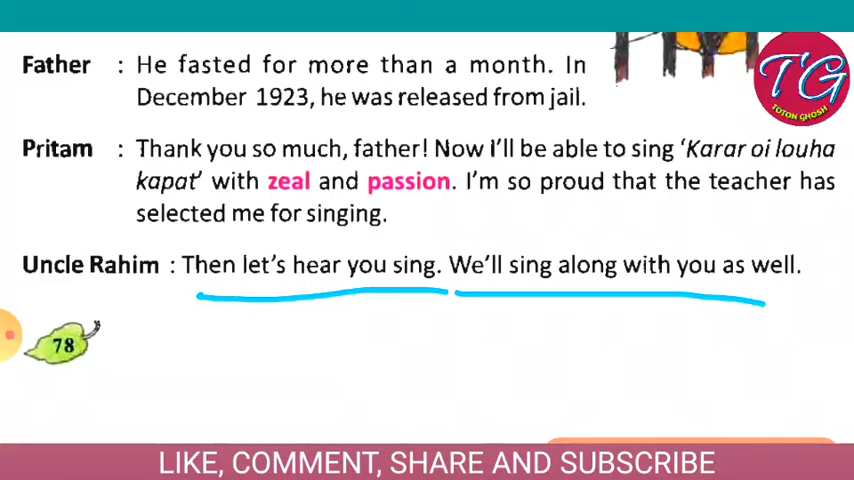 Father : He fasted for more than a month. In
December 1923, he was released from jail.
TG
TOTON GHOSH
Pritam : Thank you so much, father! Now I'll be able to sing 'Karar oi louha
kapat' with zeal and passion. I'm so proud that the teacher has
selected me for singing.
Uncle Rahim : Then let's hear you sing. We'll sing along with you as well.
78
LIKE, COMMENT, SHARE AND SUBSCRIBE